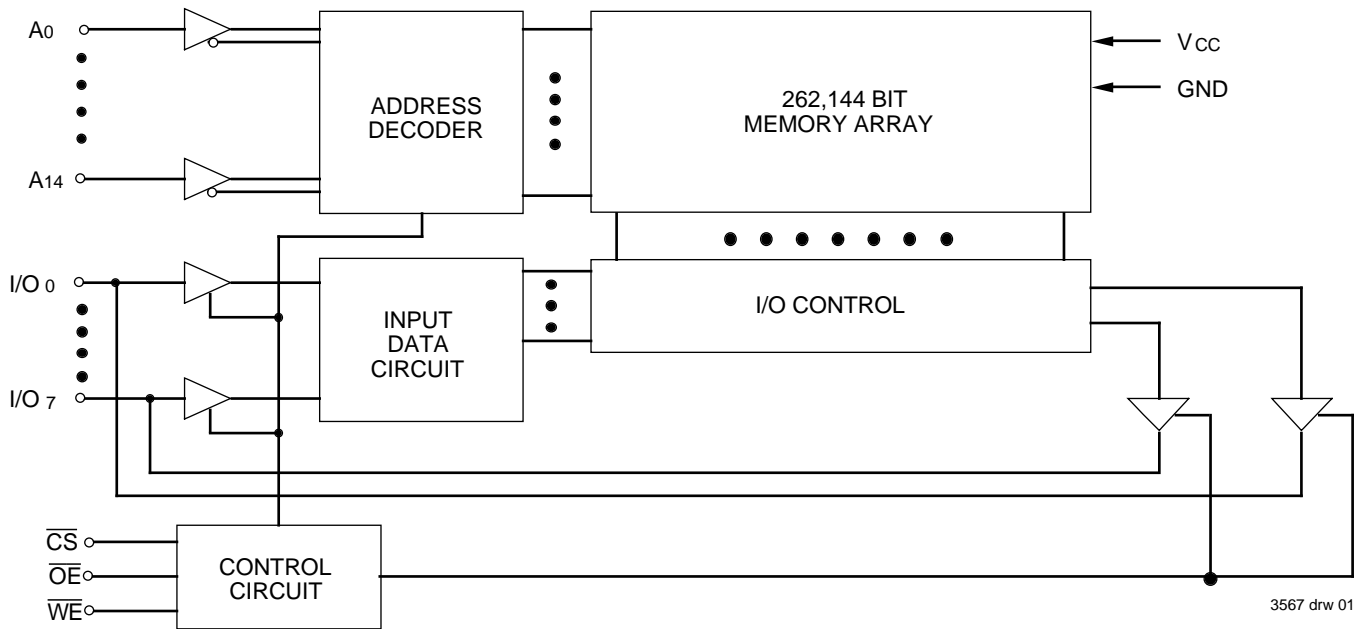 A0
ADDRESS
DECODER
262,144 BIT
MEMORY ARRAY
VCC
GND
A14
I/O 0
INPUT
DATA
CIRCUIT
I/O CONTROL
I/O 7
CS
OE
WE
CONTROL
CIRCUIT
3567 drw 01